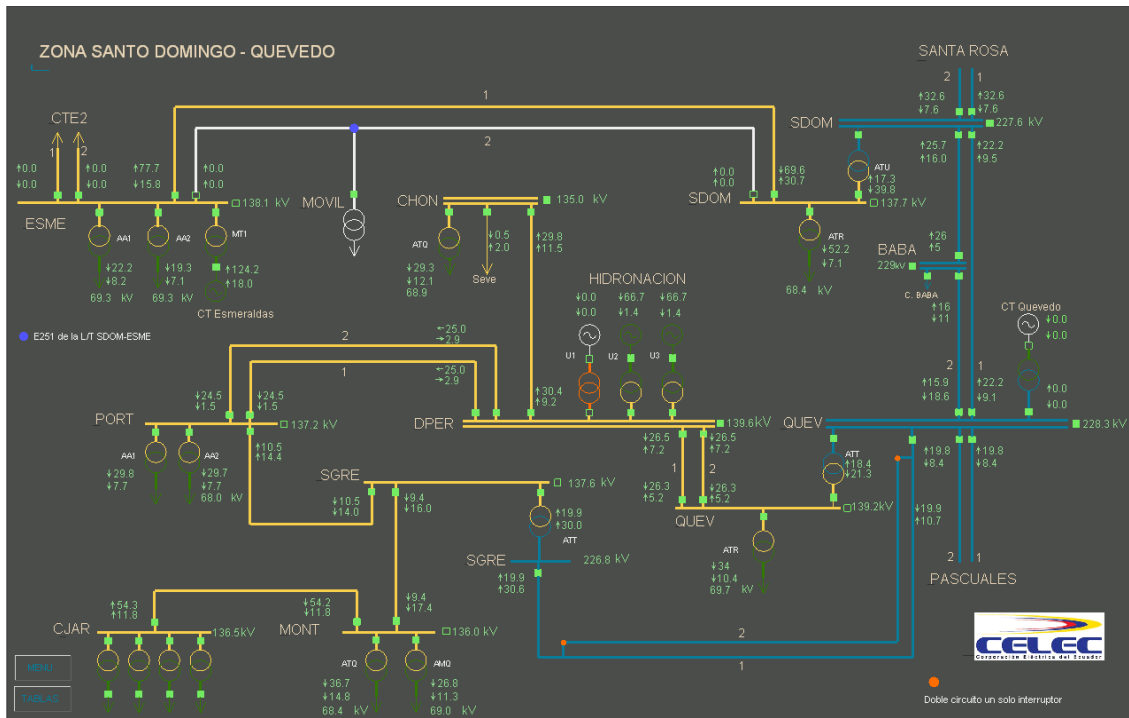 ZONA SANTO DOMINGO - QUEVEDO
SANTA ROSA
2 1
↑32.6 ↑32.6
↓7.6 ↓7.6
SDOM
227.6 kV
↑25.7 ↑22.2
↑16.0 9.5
1
2
CTE2
1 2
↑0.0 ↑0.0 ↑77.7 ↑0.0
↓0.0 ↓0.0 ↓15.8 ↑0.0
138.1 kV
ESME
AA1 AA2 MT1
↓22.2 ↓19.3 ↑124.2
↓8.2 ↓7.1 ↑18.0
69.3 kV 69.3 kV
CT Esmeraldas
MOVIL
CHON
135.0 kV
ATQ
↓29.3
↓12.1
68.9
↓0.5
↑2.0
Seve
↑29.8
↑11.5
↑0.0 ↓69.6
↑0.0 ↑30.7
ATU
↑17.3
↓39.8
SDOM
137.7 kV
ATR
↓52.2
↓7.1
68.4 kV
BABA
229kV
↑26
↑5
C. BABA
↑16
↓11
2 1
CT Quevedo
↓0.0
↓0.0
↑0.0
↓0.0
HIDRONACION
↓0.0 ↓66.7 ↑66.7
↓0.0 ↓1.4 ↑1.4
U1 U2 U3
E251 de la L/T SDOM-ESME
2
←25.0
→2.9
1
←25.0
→2.9
↓24.5 ↓24.5
↓1.5 ↓1.5
PORT
137.2 kV
AA1 AA2
↓29.8 ↓29.7
↓7.7 ↓7.7
68.0 kV
↑10.5
↑14.4
↑30.4
↑9.2
DPER
139.6kV
↓26.5 ↓26.5
↑7.2 ↑7.2
1 2
↓26.3 ↓26.3
↑5.2 ↑5.2
↑15.9 ↑22.2
↓18.6 ↓9.1
QUEV
228.3 kV
ATT
↑18.4
↓21.3
↑19.8 ↑19.8
↓8.4 ↓8.4
QUEV
139.2kV
ATR
↓34
↓10.4
69.7 kV
↓19.9
↑10.7
2 1
PASCUALES
SGRE
137.6 kV
↓10.5 ↓9.4
↓14.0 ↓16.0
↑19.9
↑30.0
ATT
SGRE
226.8 kV
↑19.9
↑30.6
2
1
↑54.3 ↓54.2 ↓9.4
↑11.8 ↓11.8 ↓17.4
CJAR
136.5kV
MONT
136.0 kV
ATQ AMQ
↓36.7 ↓26.8
↓14.8 ↓11.3
68.4 kV 69.0 kV
MENU
TABLAS
CELEC
Corporación Eléctrica del Ecuador
Doble circuito un solo interruptor